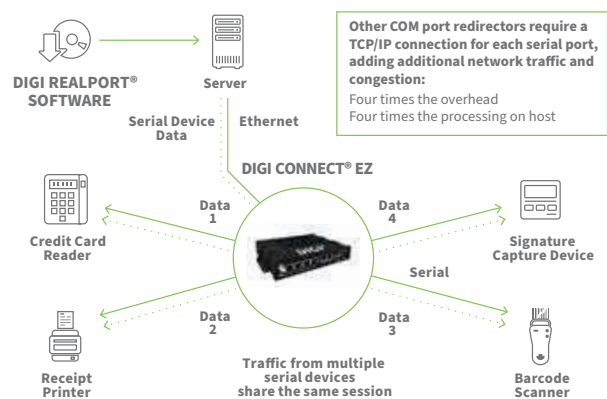 Other COM port redirectors require a
TCP/IP connection for each serial port,
adding additional network traffic and
congestion:
Four times the overhead
Four times the processing on host
DIGI REALPORT®
SOFTWARE
Server
Serial Device
Data
Ethernet
DIGI CONNECT® EZ
Data
1
Data
4
Credit Card
Reader
DIGI
Signature
Capture Device
Serial
Data
2
Data
3
Receipt
Printer
Traffic from multiple
serial devices
share the same session
Barcode
Scanner